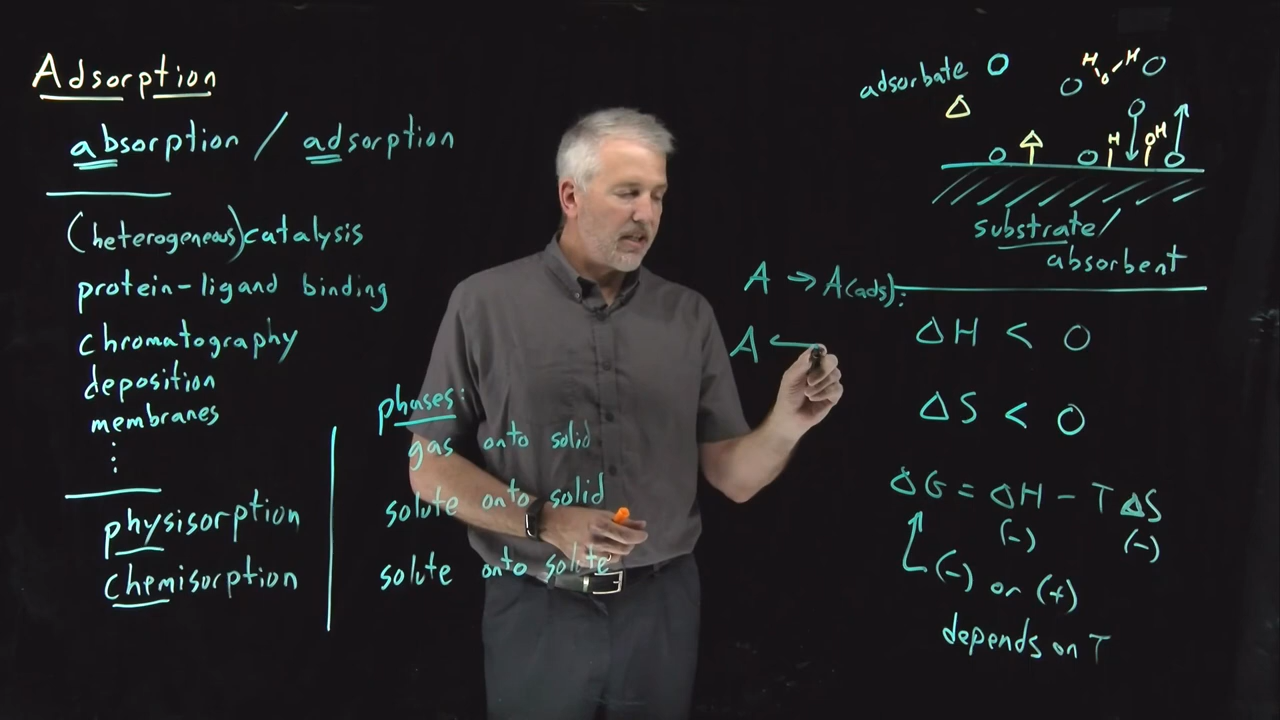 Adsorption
absorption / adsorption
(heterogeneous) catalysis
protein-ligand binding
chromatography
deposition
membranes
⋮
physisorption
chemisorption
phases:
gas onto solid
solute onto solid
solute onto solute
adsorbate
H H
o
H OH
substrate/
absorbent
A → A(ads):
ΔH < 0
A ←
ΔS < 0
ΔG = ΔH - TΔS
(-) (-)
(-) or (+)
depends on T